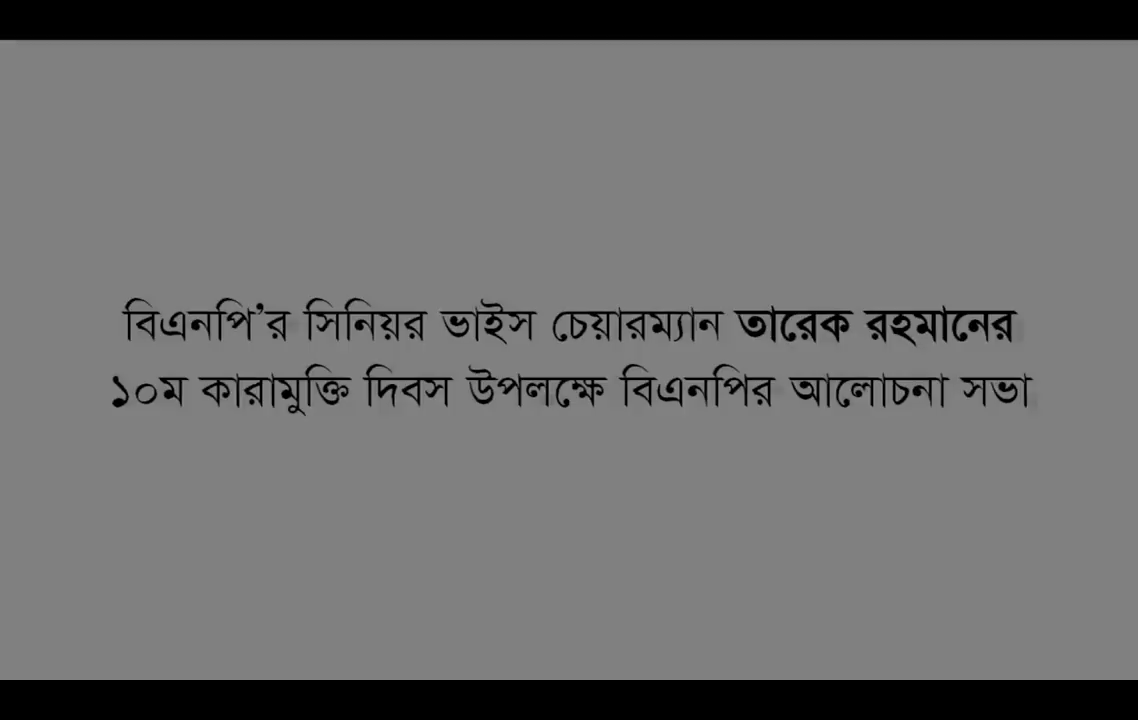 বিএনপি’র সিনিয়র ভাইস চেয়ারম্যান তারেক রহমানের
১০ম কারামুক্তি দিবস উপলক্ষে বিএনপির আলোচনা সভা